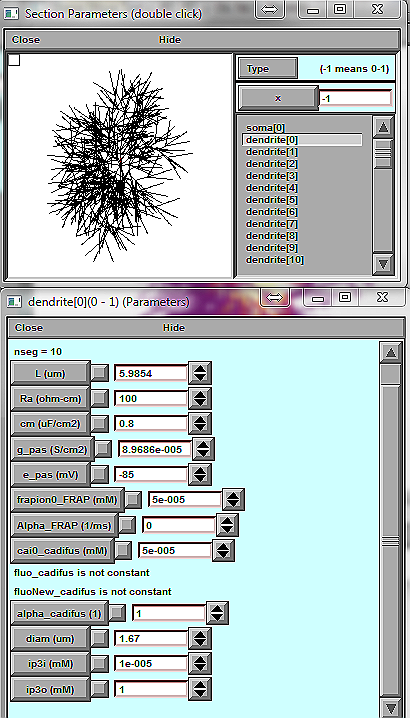 Section Parameters (double click)
Close Hide
Type (-1 means 0-1)
x -1
soma[0]
dendrite[0]
dendrite[1]
dendrite[2]
dendrite[3]
dendrite[4]
dendrite[5]
dendrite[6]
dendrite[7]
dendrite[8]
dendrite[9]
dendrite[10]
dendrite[0](0 - 1) (Parameters)
Close Hide
nseg = 10
L (um) 5.9854
Ra (ohm-cm) 100
cm (uF/cm2) 0.8
g_pas (S/cm2) 8.9686e-005
e_pas (mV) -85
frapion0_FRAP (mM) 5e-005
Alpha_FRAP (1/ms) 0
cai0_cadifus (mM) 5e-005
fluo_cadifus is not constant
fluoNew_cadifus is not constant
alpha_cadifus (1) 1
diam (um) 1.67
ip3i (mM) 1e-005
ip3o (mM) 1